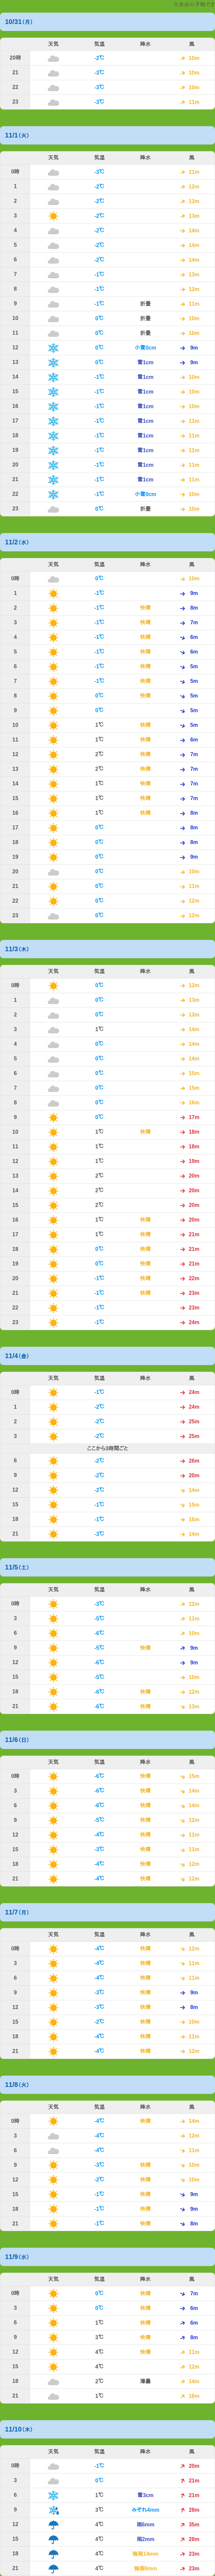 10/31(月)
天気 気温 降水 風
20時 -2℃ 10m
21 -3℃ 10m
22 -3℃ 10m
23 -3℃ 11m
11/1(火)
天気 気温 降水 風
0時 -3℃ 11m
1 -2℃ 12m
2 -2℃ 13m
3 -2℃ 13m
4 -2℃ 14m
5 -2℃ 14m
6 -2℃ 14m
7 -1℃ 13m
8 -1℃ 12m
9 -1℃ 折曇 11m
10 0℃ 折曇 10m
11 0℃ 折曇 10m
12 0℃ 小雪0cm 9m
13 0℃ 雪1cm 9m
14 -1℃ 雪1cm 10m
15 -1℃ 雪1cm 10m
16 -1℃ 雪1cm 10m
17 -1℃ 雪1cm 11m
18 -1℃ 雪1cm 11m
19 -1℃ 雪1cm 11m
20 -1℃ 雪1cm 11m
21 -1℃ 雪1cm 11m
22 -1℃ 小雪0cm 10m
23 0℃ 折曇 10m
11/2(水)
天気 気温 降水 風
0時 0℃ 10m
1 -1℃ 9m
2 -1℃ 快晴 8m
3 -1℃ 快晴 7m
4 -1℃ 快晴 6m
5 -1℃ 快晴 6m
6 -1℃ 快晴 5m
7 -1℃ 快晴 5m
8 0℃ 快晴 5m
9 0℃ 5m
10 1℃ 快晴 5m
11 1℃ 快晴 6m
12 2℃ 快晴 7m
13 2℃ 快晴 7m
14 1℃ 快晴 7m
15 1℃ 快晴 7m
16 1℃ 快晴 8m
17 0℃ 8m
18 0℃ 8m
19 0℃ 9m
20 0℃ 10m
21 0℃ 11m
22 0℃ 12m
23 0℃ 12m
11/3(木)
天気 気温 降水 風
0時 0℃ 12m
1 0℃ 13m
2 0℃ 13m
3 1℃ 14m
4 0℃ 14m
5 0℃ 14m
6 0℃ 15m
7 0℃ 15m
8 0℃ 16m
9 0℃ 17m
10 1℃ 快晴 18m
11 1℃ 18m
12 1℃ 19m
13 2℃ 20m
14 2℃ 20m
15 2℃ 20m
16 1℃ 快晴 20m
17 1℃ 快晴 21m
18 0℃ 快晴 21m
19 0℃ 快晴 21m
20 -1℃ 快晴 22m
21 -1℃ 快晴 23m
22 -1℃ 23m
23 -1℃ 24m
11/4(金)
天気 気温 降水 風
0時 -1℃ 24m
1 -2℃ 24m
2 -2℃ 25m
3 -2℃ 25m
ここから3時間ごと
6 -2℃ 26m
9 -2℃ 20m
12 -2℃ 14m
15 -1℃ 15m
18 -1℃ 16m
21 -3℃ 14m
11/5(土)
天気 気温 降水 風
0時 -3℃ 12m
3 -5℃ 11m
6 -6℃ 10m
9 -5℃ 快晴 9m
12 -6℃ 9m
15 -5℃ 10m
18 -6℃ 快晴 12m
21 -6℃ 快晴 13m
11/6(日)
天気 気温 降水 風
0時 -6℃ 快晴 15m
3 -6℃ 快晴 14m
6 -6℃ 快晴 14m
9 -5℃ 快晴 12m
12 -4℃ 快晴 11m
15 -3℃ 快晴 11m
18 -4℃ 快晴 12m
21 -4℃ 快晴 12m
11/7(月)
天気 気温 降水 風
0時 -4℃ 快晴 12m
3 -4℃ 快晴 11m
6 -4℃ 快晴 11m
9 -3℃ 快晴 9m
12 -3℃ 快晴 8m
15 -2℃ 快晴 10m
18 -4℃ 快晴 11m
21 -4℃ 快晴 12m
11/8(火)
天気 気温 降水 風
0時 -4℃ 快晴 14m
3 -4℃ 12m
6 -4℃ 11m
9 -3℃ 快晴 10m
12 -2℃ 快晴 10m
15 -1℃ 快晴 9m
18 -1℃ 快晴 9m
21 -1℃ 快晴 8m
11/9(水)
天気 気温 降水 風
0時 0℃ 快晴 7m
3 0℃ 快晴 6m
6 1℃ 快晴 6m
9 3℃ 快晴 8m
12 4℃ 快晴 11m
15 4℃ 12m
18 2℃ 薄曇 14m
21 1℃ 16m
11/10(木)
天気 気温 降水 風
0時 -1℃ 20m
3 0℃ 21m
6 1℃ 雪3cm 21m
9 3℃ みぞれ4mm 28m
12 4℃ 雨6mm 35m
15 4℃ 雨2mm 28m
18 4℃ 強雨14mm 23m
21 4℃ 23m